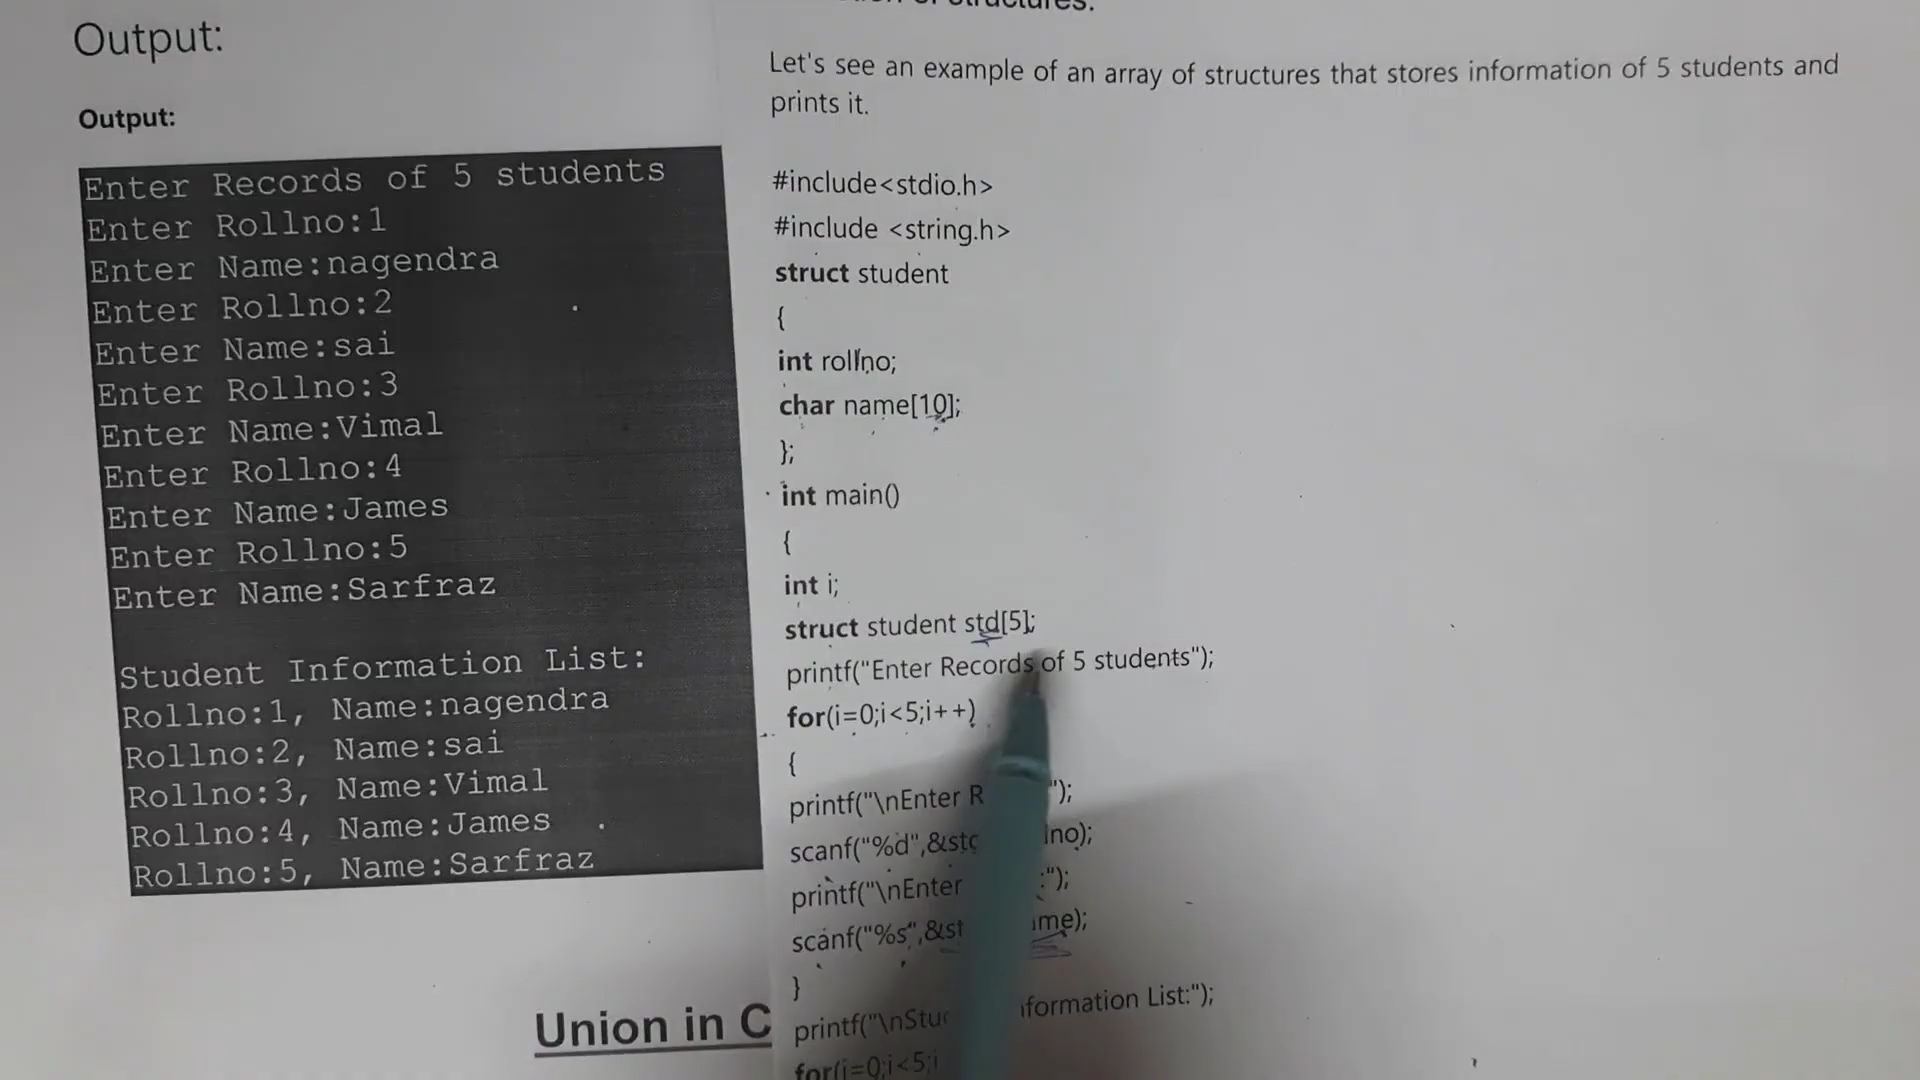 Output:
Output:
Enter Records of 5 students
Enter Rollno:1
Enter Name:nagendra
Enter Rollno:2
Enter Name:sai
Enter Rollno:3
Enter Name:Vimal
Enter Rollno:4
Enter Name:James
Enter Rollno:5
Enter Name:Sarfraz
Student Information List:
Rollno:1, Name:nagendra
Rollno:2, Name:sai
Rollno:3, Name:Vimal
Rollno:4, Name:James
Rollno:5, Name:Sarfraz
Union in C
of structures.
Let's see an example of an array of structures that stores information of 5 students and
prints it.
#include<stdio.h>
#include <string.h>
struct student
{
int rollno;
char name[10];
};
int main()
{
int i;
struct student std[5];
printf("Enter Records of 5 students");
for(i=0;i<5;i++)
{
printf("\nEnter R ");
scanf("%d",&st lno);
printf("\nEnter :");
scanf("%s",&st me);
}
printf("\nStu formation List:");
for(i=0;i<5;i